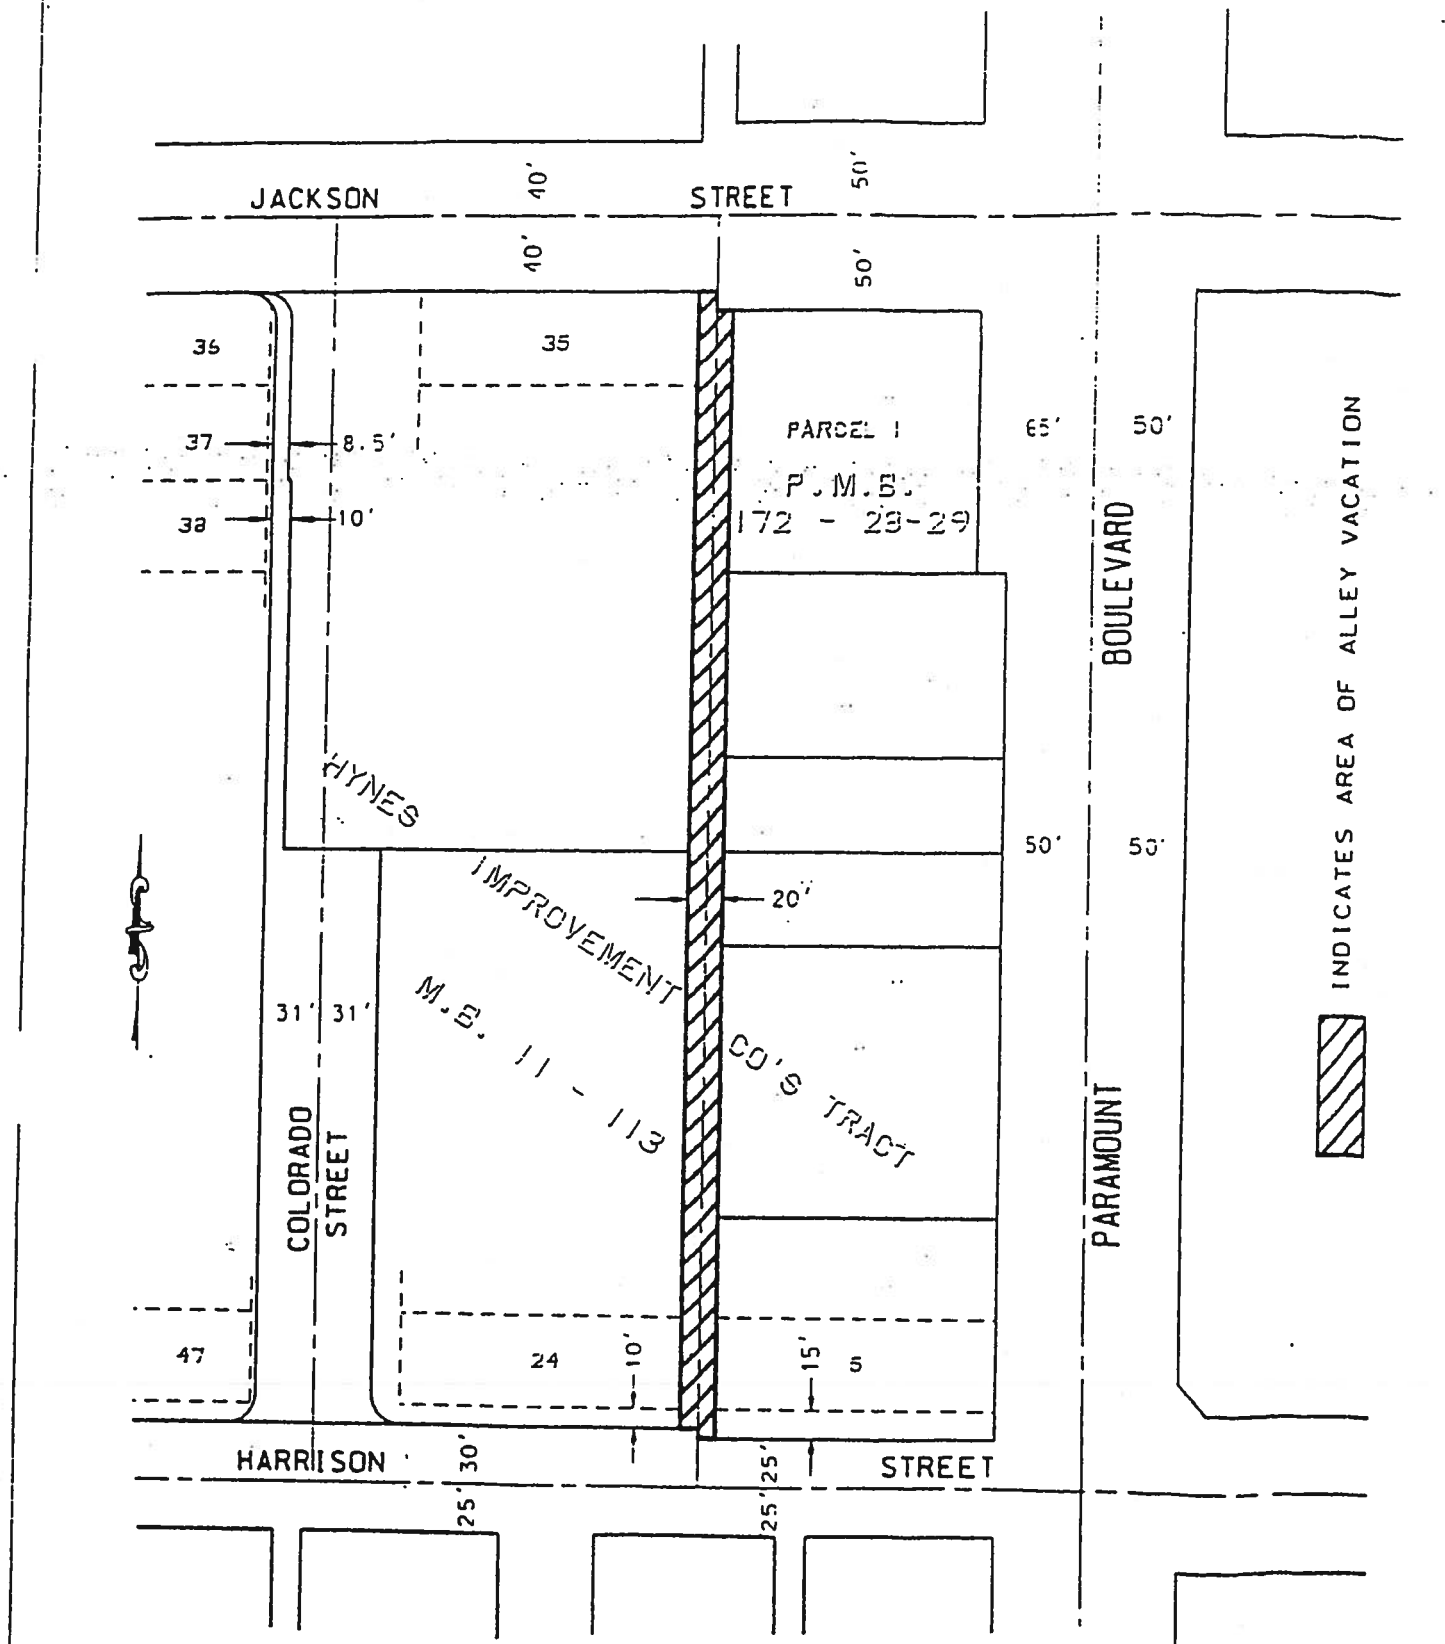 40'
50'
JACKSON STREET
40'
50'
36
35
37
8.5'
PARCEL 1
65'
50'
P.M.B.
38
10'
172 - 28-29
BOULEVARD
HYNES
IMPROVEMENT
CO'S TRACT
50'
50'
20'
M.B. 11 - 113
31' 31'
COLORADO
STREET
PARAMOUNT
INDICATES AREA OF ALLEY VACATION
47
24
10'
15'
5
HARRISON STREET
30'
25'
25'
25'